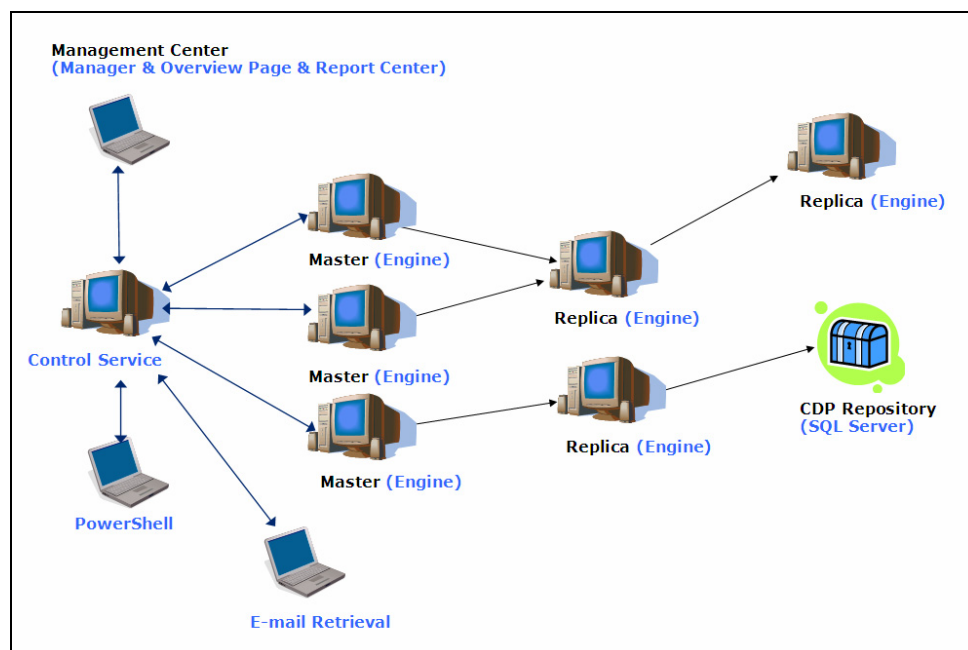 Management Center
(Manager & Overview Page & Report Center)
Replica (Engine)
Master (Engine)
Replica (Engine)
Control Service
Master (Engine)
CDP Repository
(SQL Server)
Replica (Engine)
Master (Engine)
PowerShell
E-mail Retrieval